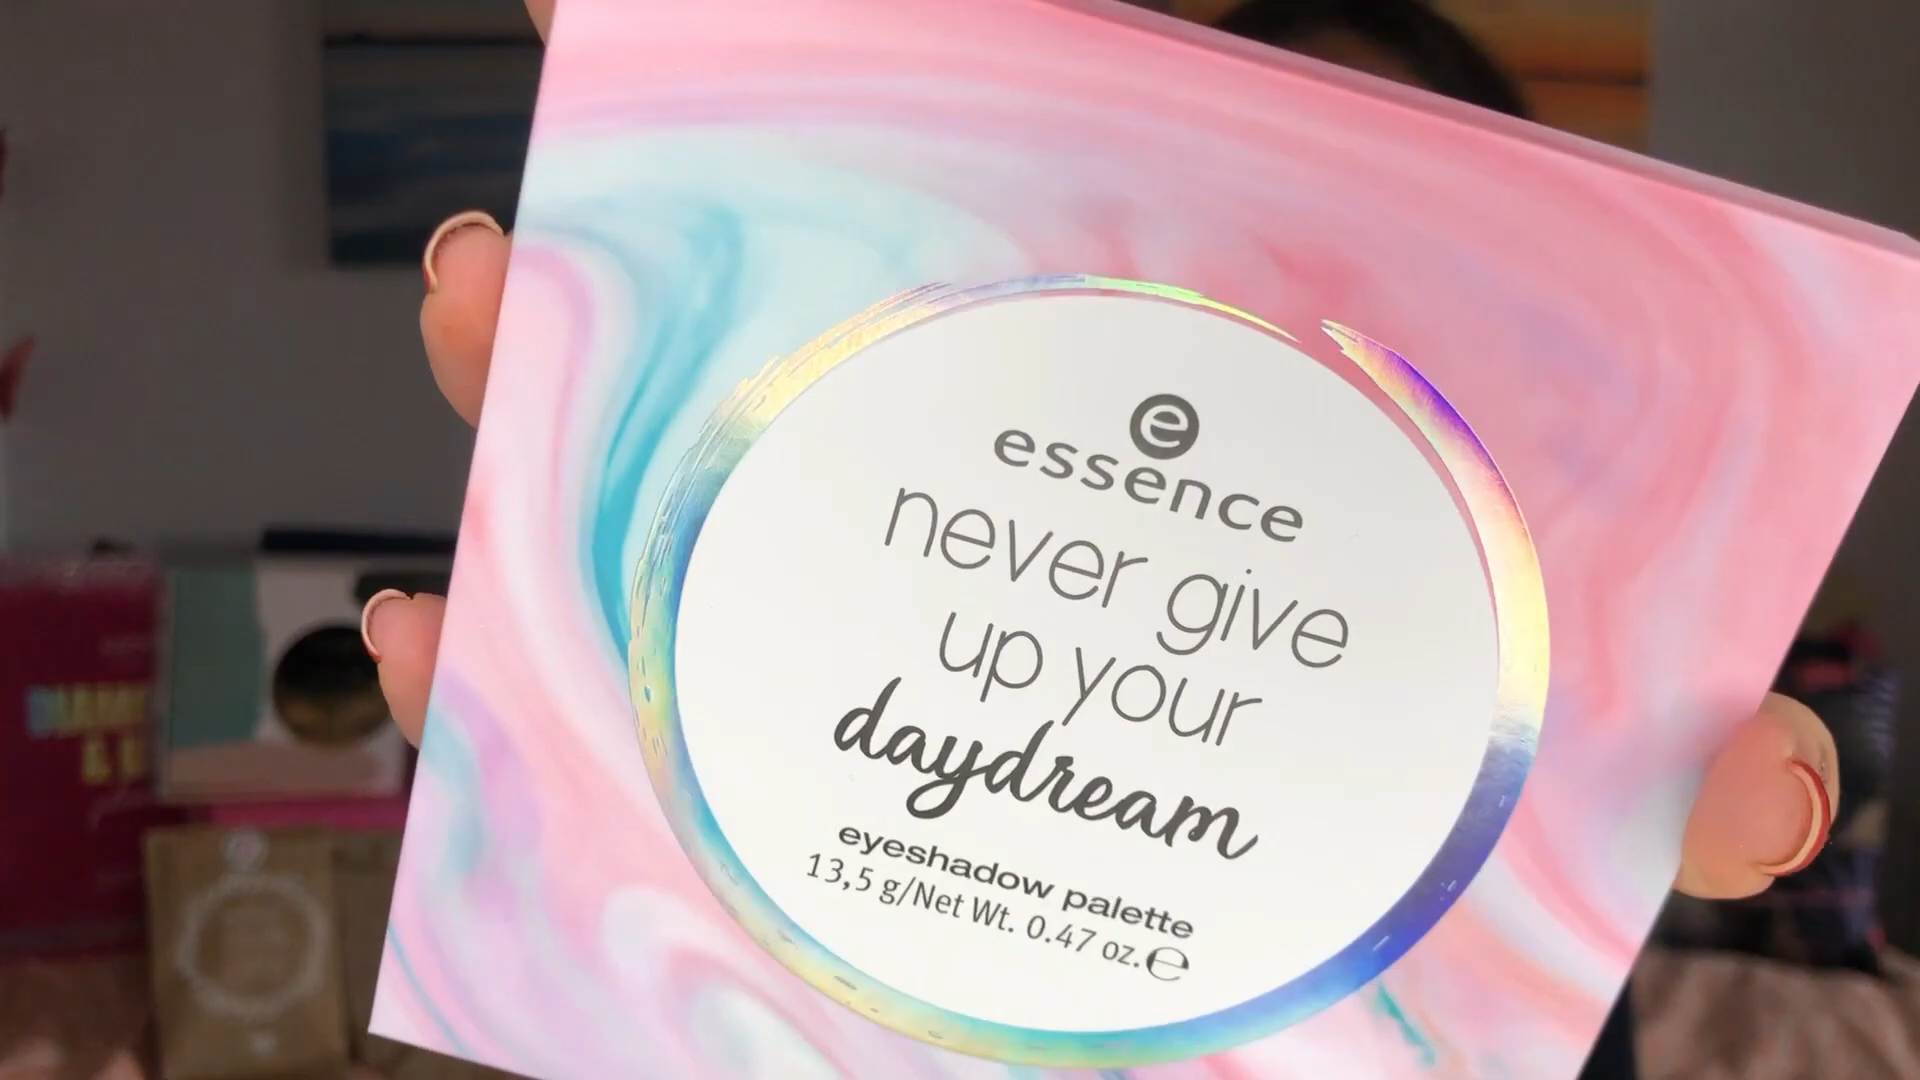 e
essence
never give
up your
daydream
eyeshadow palette
13,5 g/Net Wt. 0.47 oz.℮